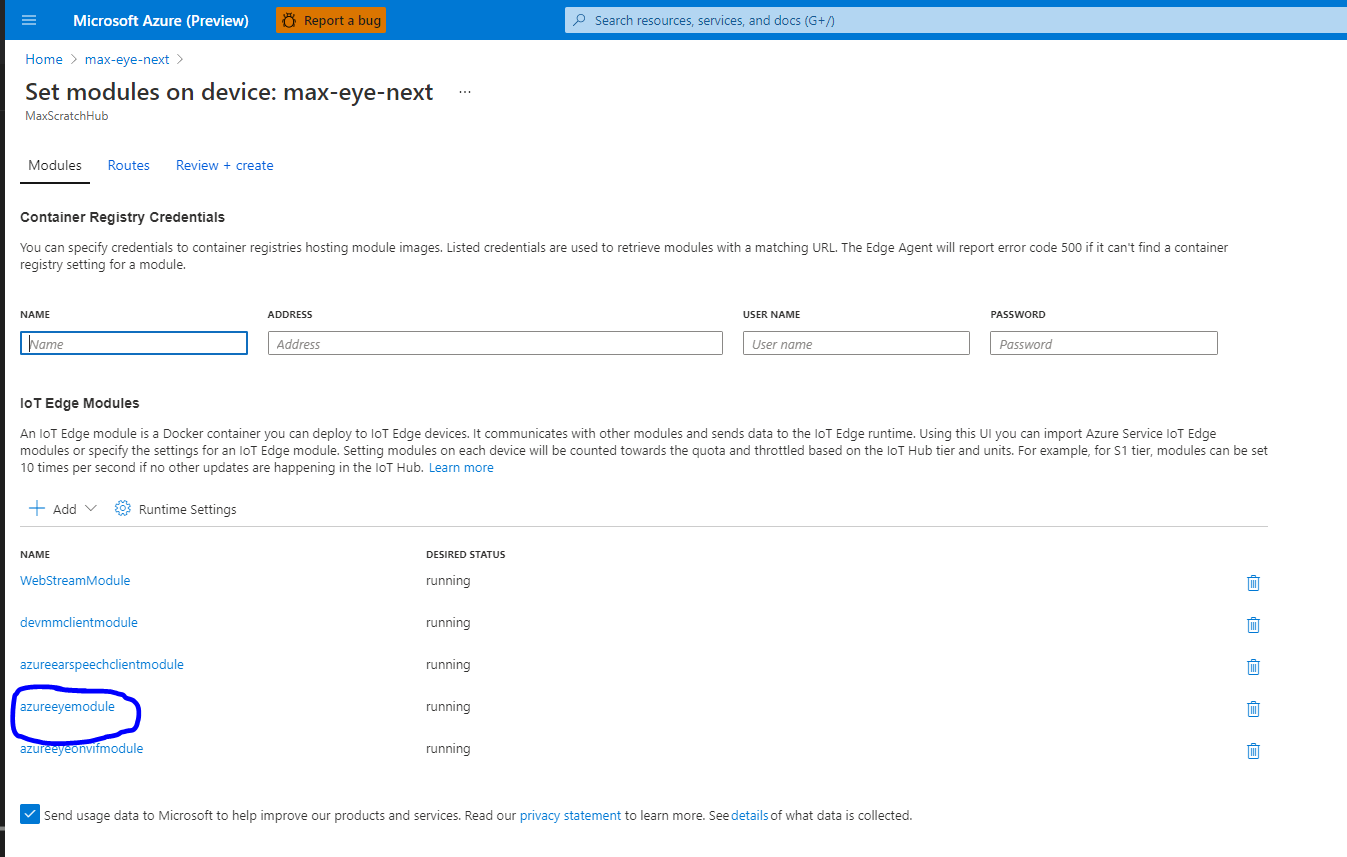 Microsoft Azure (Preview) Report a bug Search resources, services, and docs (G+/)
Home > max-eye-next >
Set modules on device: max-eye-next ...
MaxScratchHub
Modules Routes Review + create
Container Registry Credentials
You can specify credentials to container registries hosting module images. Listed credentials are used to retrieve modules with a matching URL. The Edge Agent will report error code 500 if it can't find a container
registry setting for a module.
NAME ADDRESS USER NAME PASSWORD
Name Address User name Password
IoT Edge Modules
An IoT Edge module is a Docker container you can deploy to IoT Edge devices. It communicates with other modules and sends data to the IoT Edge runtime. Using this UI you can import Azure Service IoT Edge
modules or specify the settings for an IoT Edge module. Setting modules on each device will be counted towards the quota and throttled based on the IoT Hub tier and units. For example, for S1 tier, modules can be set
10 times per second if no other updates are happening in the IoT Hub. Learn more
Add Runtime Settings
NAME DESIRED STATUS
WebStreamModule running
devmmclientmodule running
azureearspeechclientmodule running
azureeyemodule running
azureeyeonvifmodule running
Send usage data to Microsoft to help improve our products and services. Read our privacy statement to learn more. See details of what data is collected.